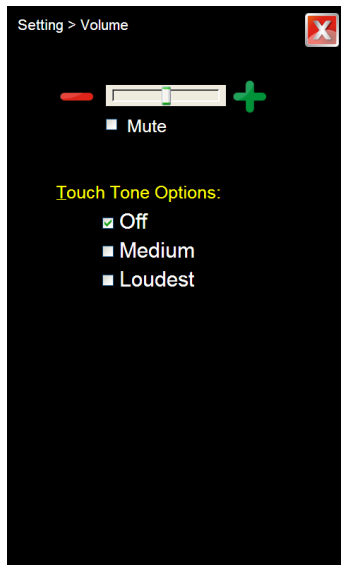 Setting > Volume
Mute
Touch Tone Options:
Off
Medium
Loudest